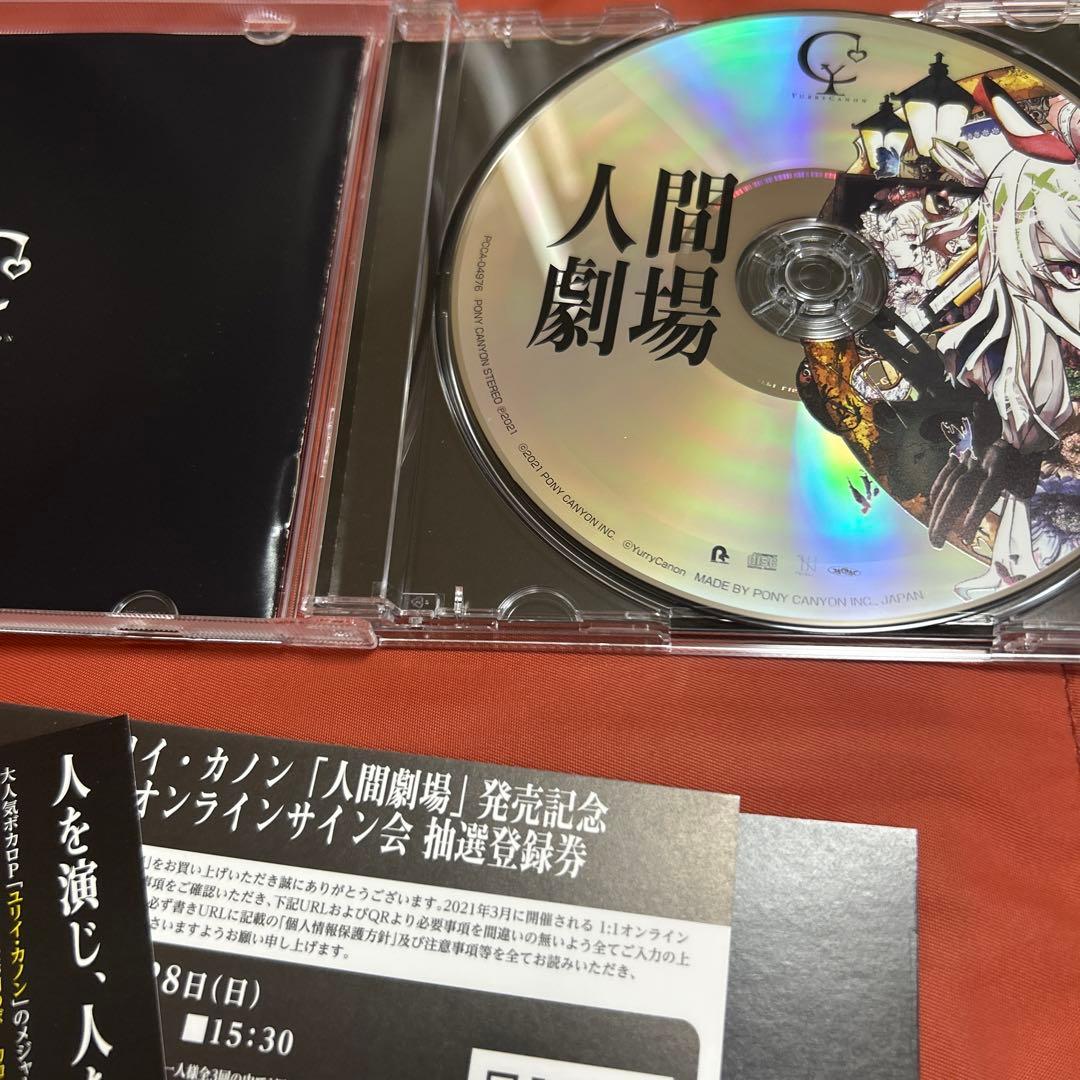 YURRYCANON
人間
劇場
PCCA-04976 PONY CANYON STEREO ℗2021 ©2021 PONY CANYON INC. ©YurryCanon MADE BY PONY CANYON INC., JAPAN
イ・カノン「人間劇場」発売記念
オンラインサイン会 抽選登録券
」をお買い上げいただき誠にありがとうございます。2021年3月に開催される 1:1オンライン
事項をご確認いただき、下記URLおよびQRより必要事項を間違いの無いよう全てご入力の上
必ず書きURLに記載の「個人情報保護方針」及び注意事項等を全てお読みいただき、
さいますようお願い申し上げます。
8日(日)
■15:30
一人様全3回の
人を演じ、人
大人気ボカロP「ユリイ・カノン」のメジャ